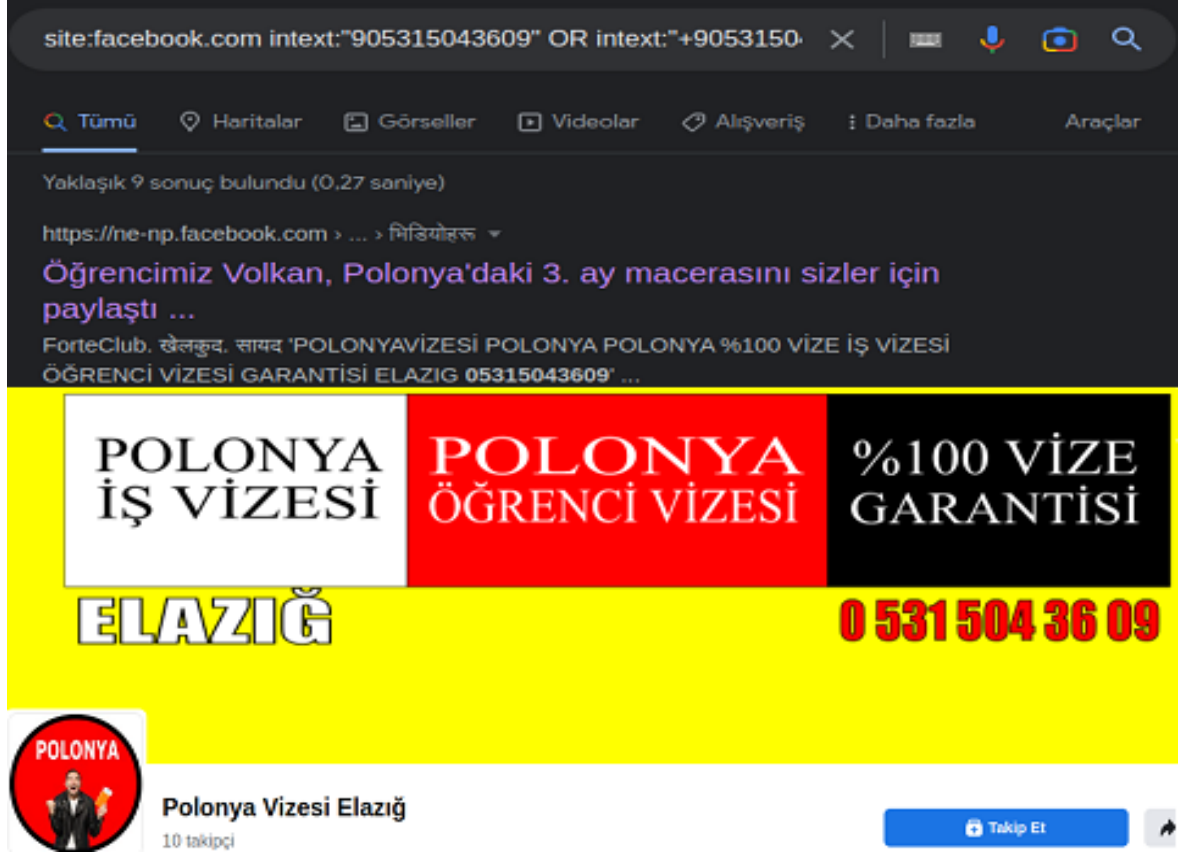 site:facebook.com intext:"905315043609" OR intext:"+9053150
Tümü Haritalar Görseller Videolar Alışveriş Daha fazla Araçlar
Yaklaşık 9 sonuç bulundu (0,27 saniye)
https://ne-np.facebook.com › ... › भिडियोहरू
Öğrencimiz Volkan, Polonya'daki 3. ay macerasını sizler için
paylaştı ...
ForteClub. खेलकुद. सायद 'POLONYAVİZESİ POLONYA POLONYA %100 VİZE İŞ VİZESİ
ÖĞRENCİ VİZESİ GARANTİSİ ELAZIG 05315043609' ...
POLONYA
İŞ VİZESİ
POLONYA
ÖĞRENCİ VİZESİ
%100 VİZE
GARANTİSİ
ELAZIĞ
0 531 504 36 09
POLONYA
Polonya Vizesi Elazığ
10 takipçi
Takip Et